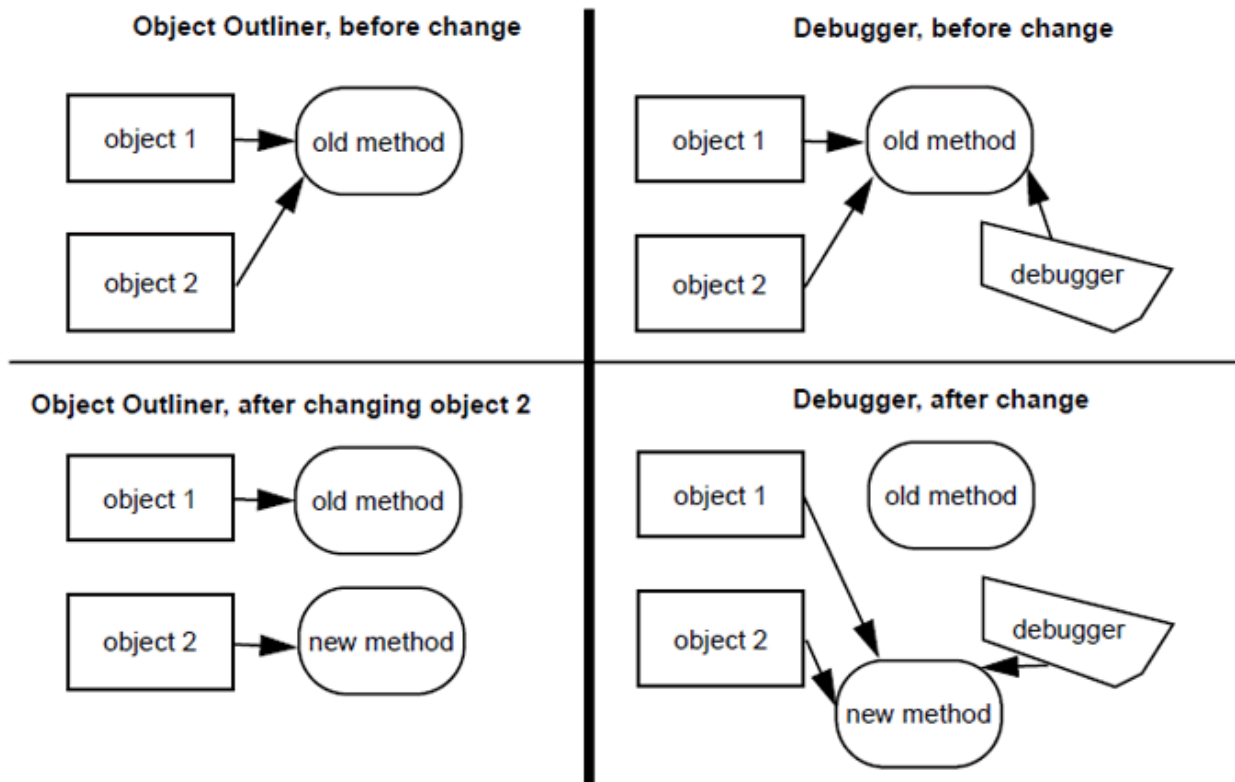 Object Outliner, before change
object 1
old method
object 2
Debugger, before change
object 1
old method
object 2
debugger
Object Outliner, after changing object 2
object 1
old method
object 2
new method
Debugger, after change
object 1
old method
object 2
debugger
new method